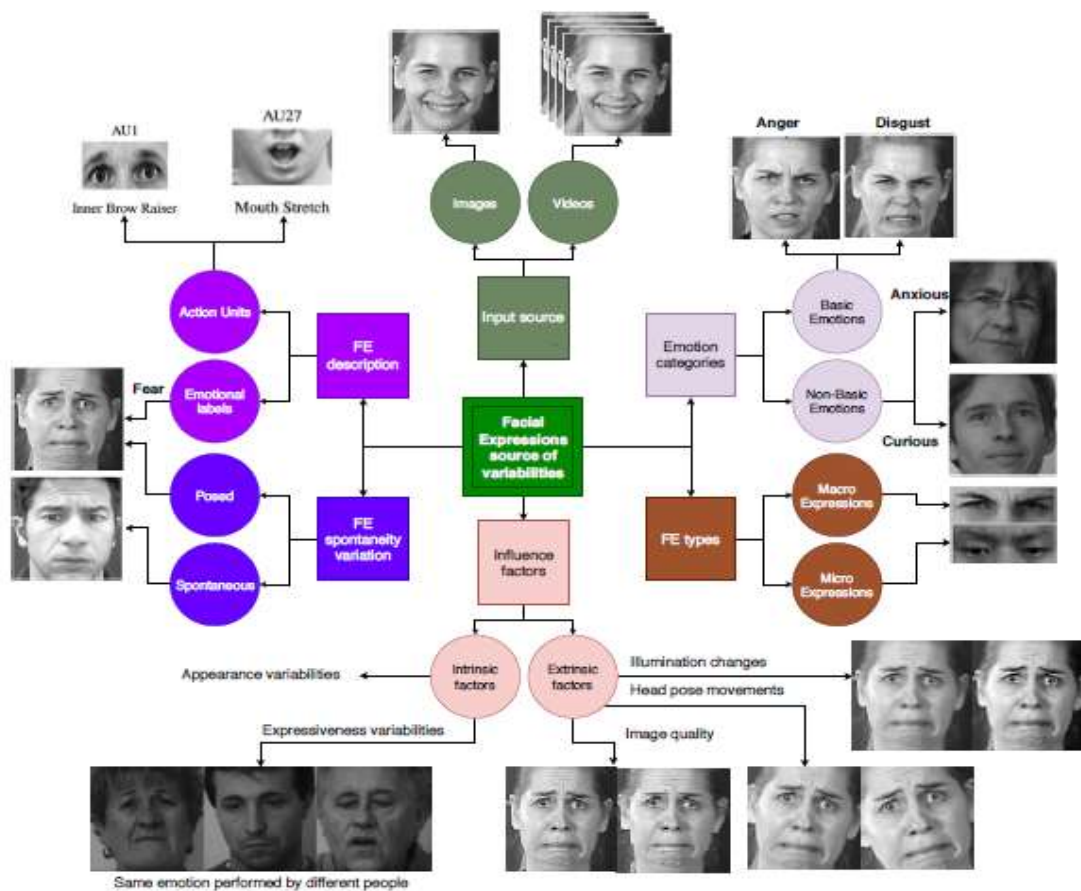 AU1
AU27
Inner Brow Raiser
Mouth Stretch
Images
Videos
Anger
Disgust
Action Units
FE
description
Input source
Emotion
categories
Basic
Emotions
Anxious
Fear
Emotional
labels
Facial
Expressions
source of
variabilities
Non-Basic
Emotions
Curious
Posed
FE
spontaneity
variation
Influence
factors
FE types
Macro
Expressions
Spontaneous
Micro
Expressions
Appearance variabilities
Intrinsic
factors
Extrinsic
factors
Illumination changes
Head pose movements
Expressiveness variabilities
Image quality
Same emotion performed by different people